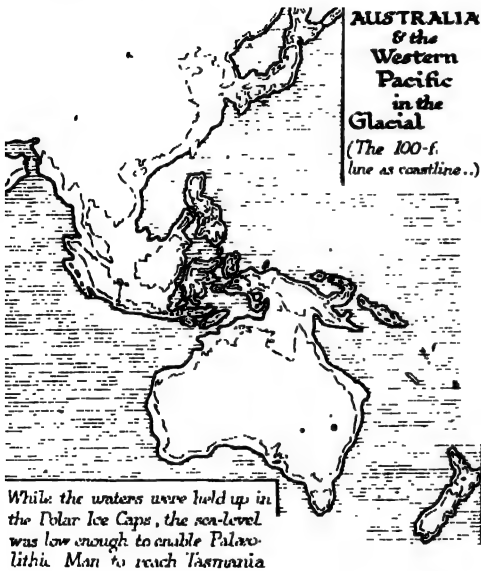 AUSTRALIA
& the
Western
Pacific
in the
Glacial
(The 100-f.
line as coastline..)
While the waters were held up in
the Polar Ice Caps, the sea-level
was low enough to enable Palæo-
lithic Man to reach Tasmania